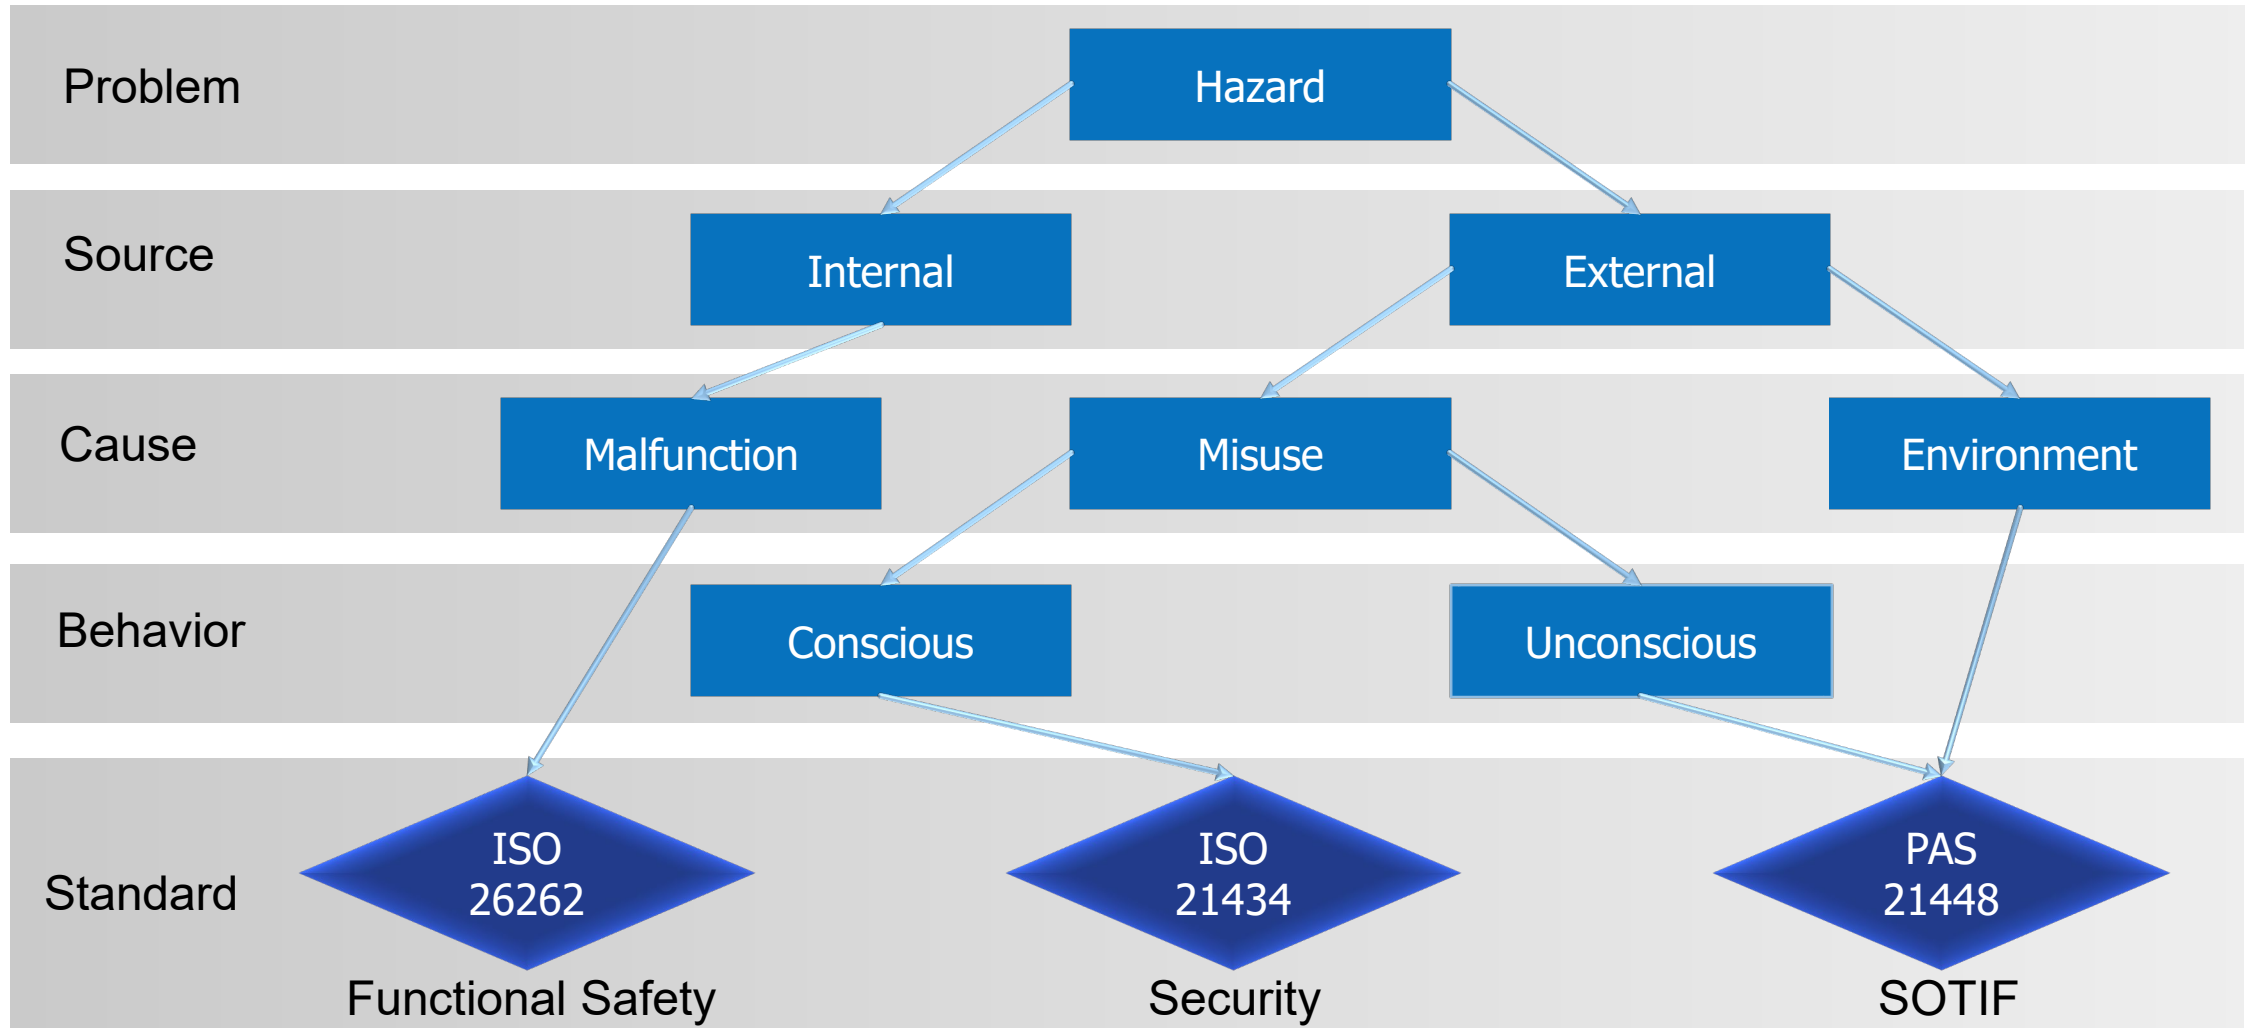 Problem
Hazard
Source
Internal
External
Cause
Malfunction
Misuse
Environment
Behavior
Conscious
Unconscious
Standard
ISO
26262
ISO
21434
PAS
21448
Functional Safety
Security
SOTIF